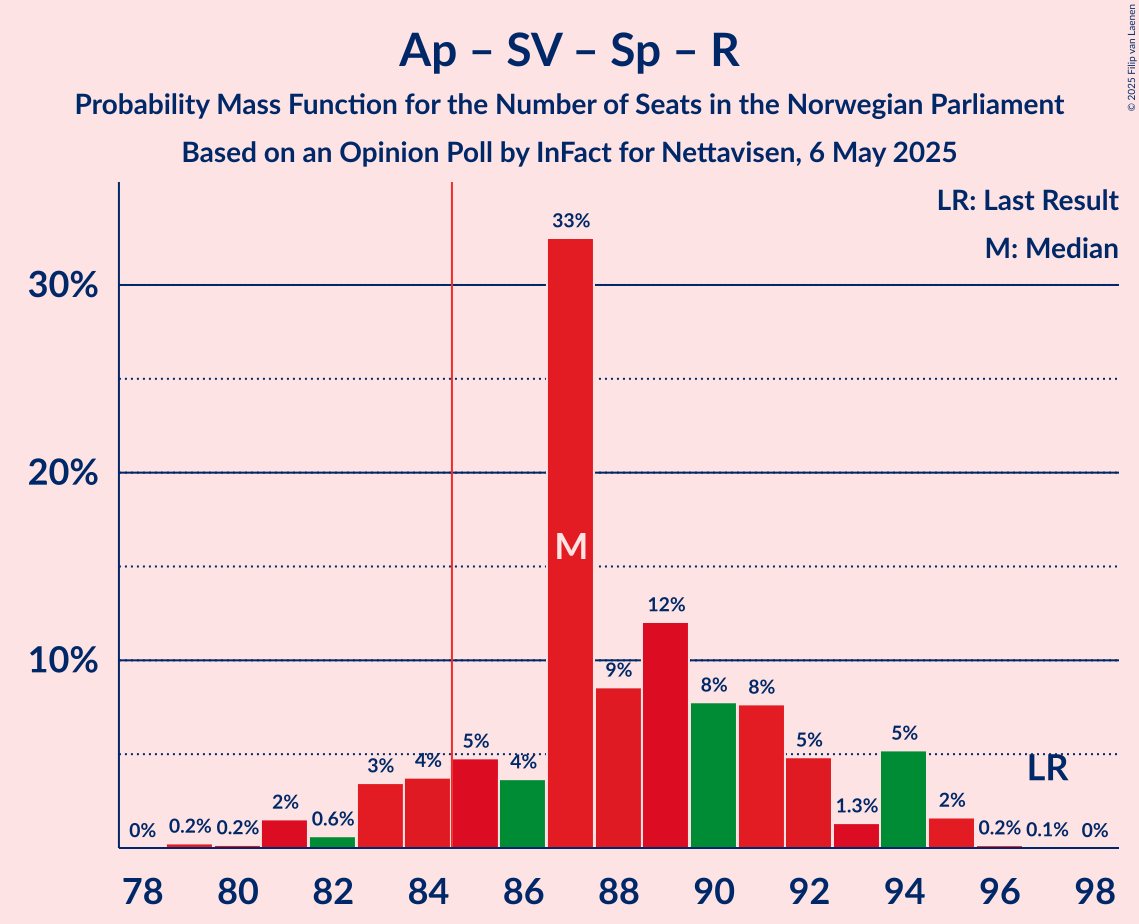 Ap – SV – Sp – R
Probability Mass Function for the Number of Seats in the Norwegian Parliament
Based on an Opinion Poll by InFact for Nettavisen, 6 May 2025
© 2025 Filip van Laenen
LR: Last Result
M: Median
30%
20%
10%
0%
0.2%
0.2%
2%
0.6%
3%
4%
5%
4%
33%
M
9%
12%
8%
8%
5%
1.3%
5%
2%
0.2%
0.1%
LR
0%
78 80 82 84 86 88 90 92 94 96 98